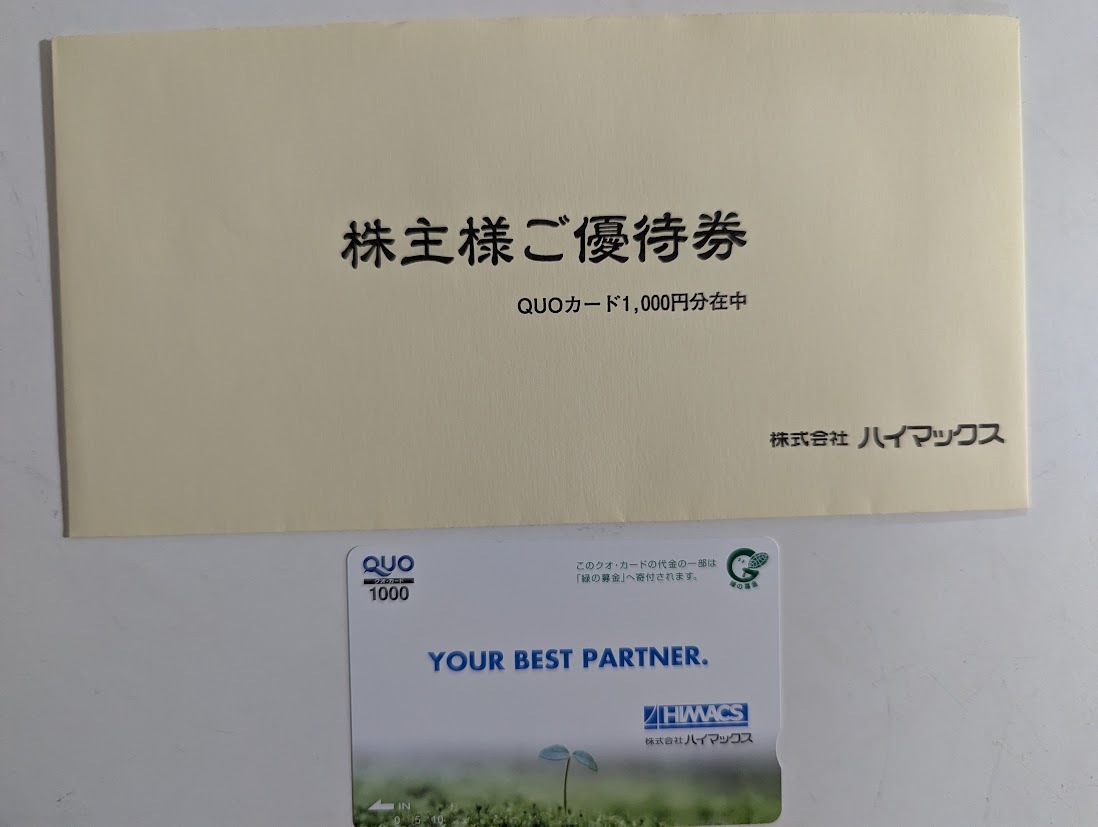 株主様ご優待券
QUOカード1,000円分在中
株式会社 ハイマックス
QUO
クオ・カード
1000
このクオ・カードの代金の一部は
「緑の募金」へ寄付されます。
緑の募金
YOUR BEST PARTNER.
HIMACS
株式会社ハイマックス
IN
0 5 10